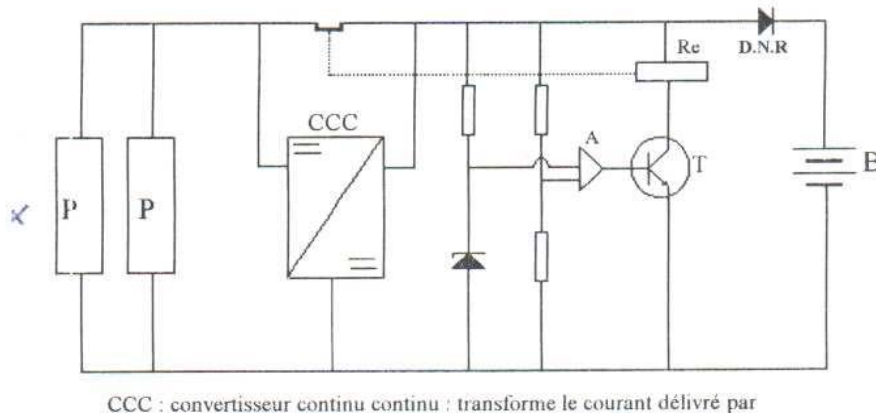 Re
D.N.R
CCC
A
P
P
T
B
CCC : convertisseur continu continu : transforme le courant délivré par